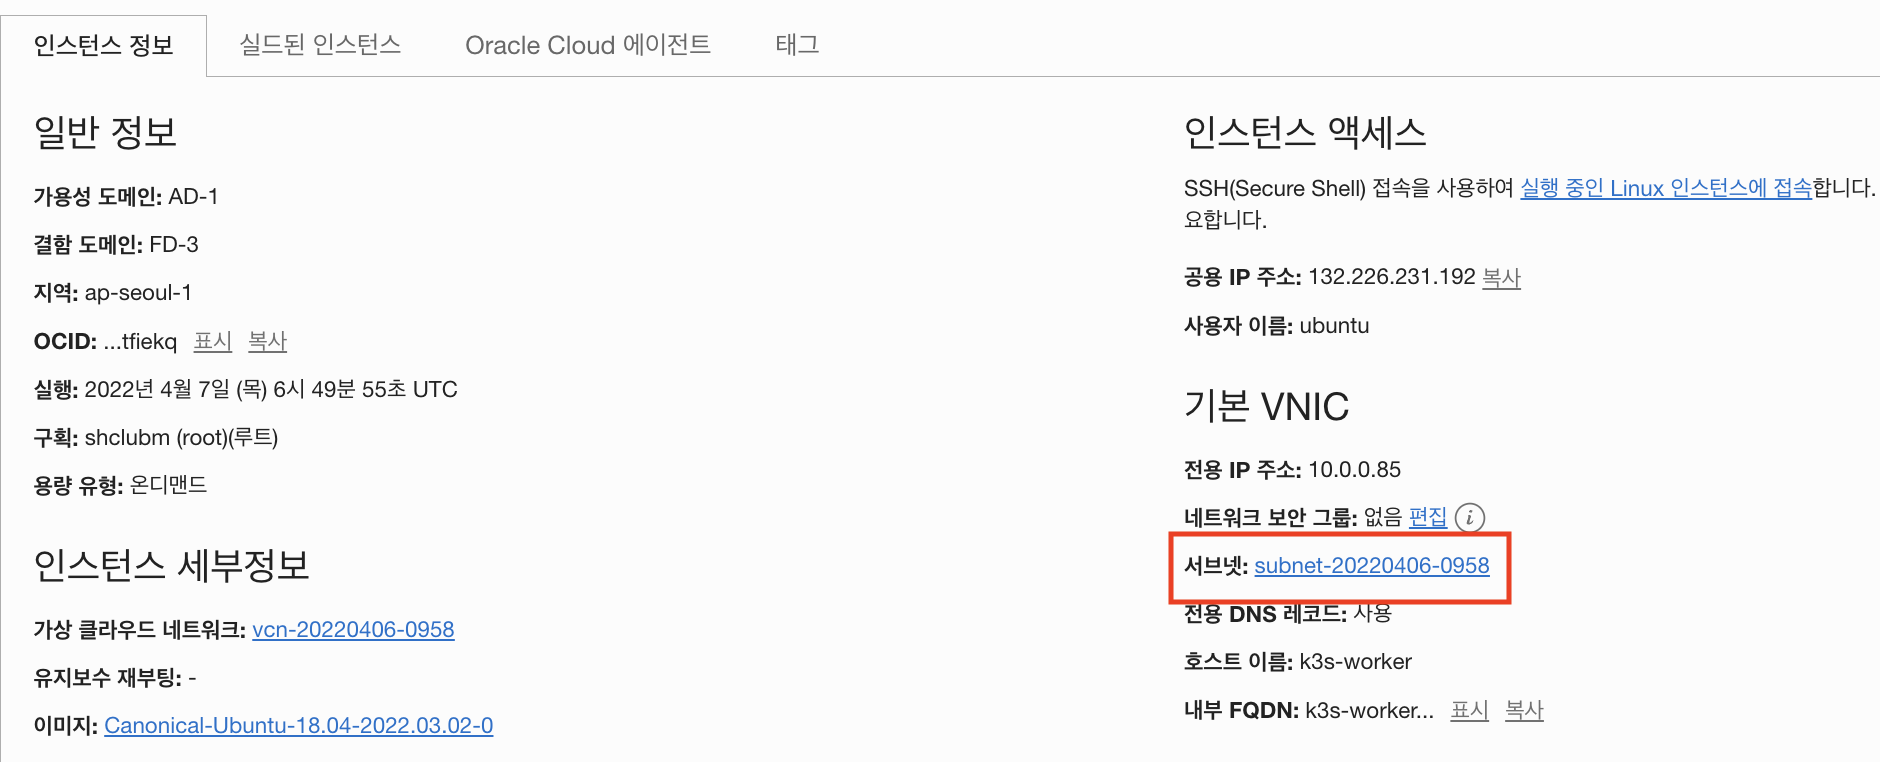 인스턴스 정보
실드된 인스턴스
Oracle Cloud 에이전트
태그
일반 정보
가용성 도메인: AD-1
결함 도메인: FD-3
지역: ap-seoul-1
OCID: ...tfiekq 표시 복사
실행: 2022년 4월 7일 (목) 6시 49분 55초 UTC
구획: shclubm (root)(루트)
용량 유형: 온디맨드
인스턴스 세부정보
가상 클라우드 네트워크: vcn-20220406-0958
유지보수 재부팅: -
이미지: Canonical-Ubuntu-18.04-2022.03.02-0
인스턴스 액세스
SSH(Secure Shell) 접속을 사용하여 실행 중인 Linux 인스턴스에 접속합니다.
요합니다.
공용 IP 주소: 132.226.231.192 복사
사용자 이름: ubuntu
기본 VNIC
전용 IP 주소: 10.0.0.85
네트워크 보안 그룹: 없음 편집 i
서브넷: subnet-20220406-0958
전용 DNS 레코드: 사용
호스트 이름: k3s-worker
내부 FQDN: k3s-worker... 표시 복사